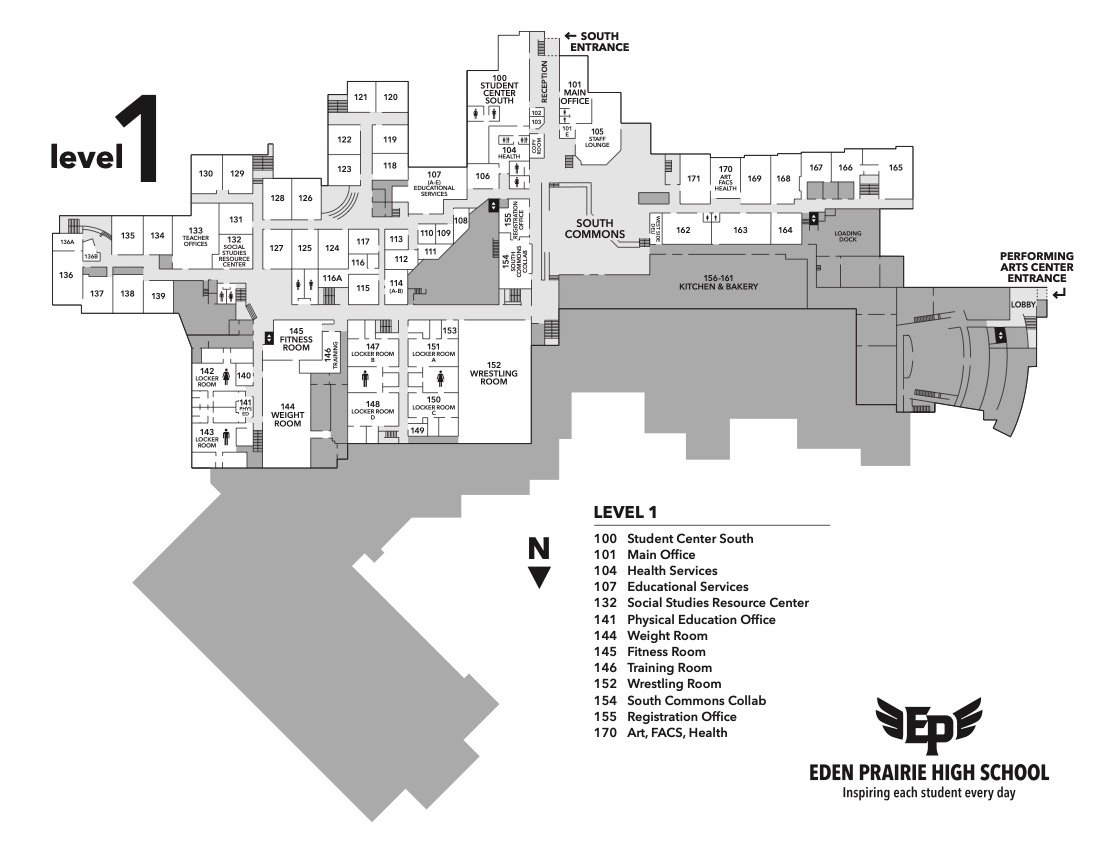 level 1
← SOUTH
ENTRANCE
100
STUDENT
CENTER
SOUTH
RECEPTION
101
MAIN
OFFICE
102
103
101
E
COPY
ROOM
105
STAFF
LOUNGE
104
HEALTH
106
121
120
122
119
123
118
107
(A-E)
EDUCATIONAL
SERVICES
130
129
128
126
108
110
109
111
155
REGISTRATION
OFFICE
154
SOUTH
COMMONS
COLLAB
SOUTH
COMMONS
171
170
ART
FACS
HEALTH
169
168
167
166
165
WEST SIDE
DELI
162
163
164
LOADING
DOCK
136A
136B
136
135
134
133
TEACHER
OFFICES
131
132
SOCIAL
STUDIES
RESOURCE
CENTER
127
125
124
117
116
116A
115
113
112
114
(A-B)
137
138
139
156-161
KITCHEN & BAKERY
PERFORMING
ARTS CENTER
ENTRANCE
LOBBY
145
FITNESS
ROOM
146
TRAINING
147
LOCKER ROOM
B
151
LOCKER ROOM
A
153
152
WRESTLING
ROOM
142
LOCKER
ROOM
140
141
PHYS
ED
143
LOCKER
ROOM
144
WEIGHT
ROOM
148
LOCKER ROOM
D
150
LOCKER ROOM
C
149
N
LEVEL 1
100 Student Center South
101 Main Office
104 Health Services
107 Educational Services
132 Social Studies Resource Center
141 Physical Education Office
144 Weight Room
145 Fitness Room
146 Training Room
152 Wrestling Room
154 South Commons Collab
155 Registration Office
170 Art, FACS, Health
EP
EDEN PRAIRIE HIGH SCHOOL
Inspiring each student every day